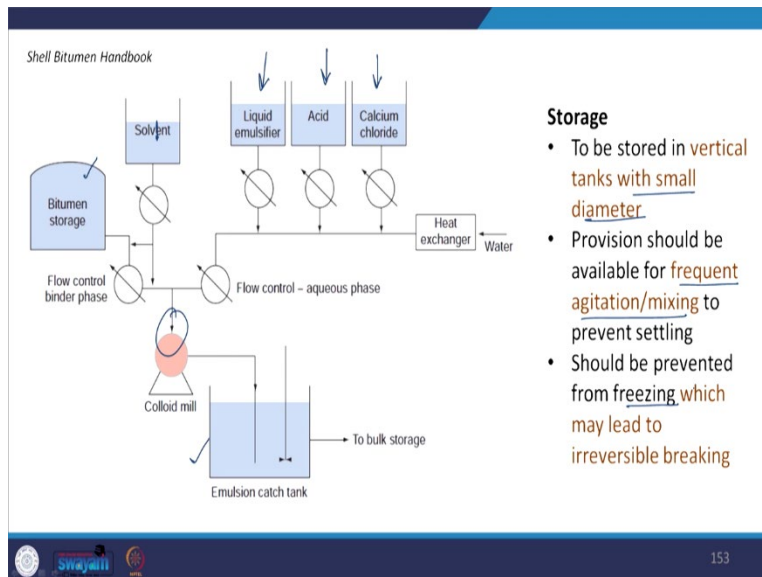 Shell Bitumen Handbook
Solvent
Liquid
emulsifier
Acid
Calcium
chloride
Bitumen
storage
Heat
exchanger
Water
Flow control
binder phase
Flow control – aqueous phase
Colloid mill
To bulk storage
Emulsion catch tank
Storage
• To be stored in vertical
tanks with small
diameter
• Provision should be
available for frequent
agitation/mixing to
prevent settling
• Should be prevented
from freezing which
may lead to
irreversible breaking
swayam
153